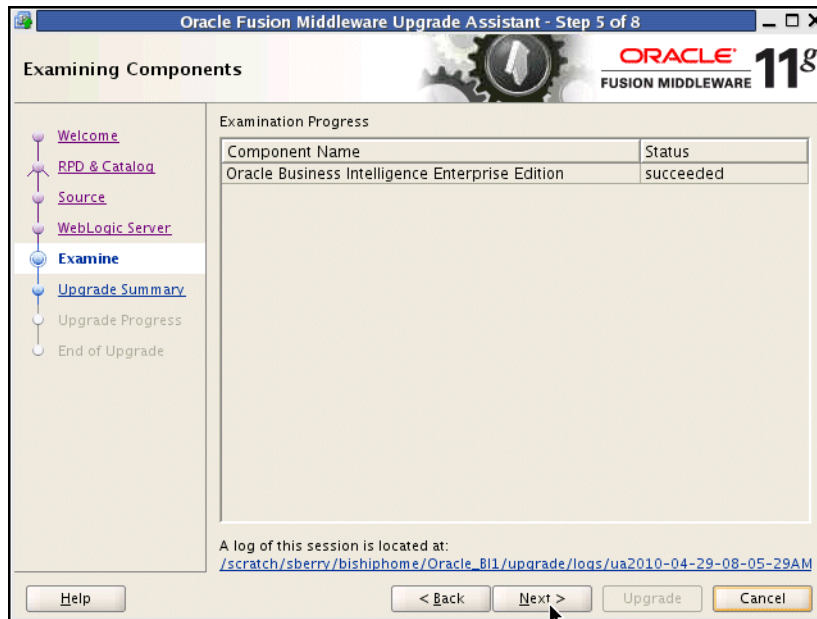 Oracle Fusion Middleware Upgrade Assistant - Step 5 of 8
Examining Components
ORACLE
FUSION MIDDLEWARE
11g
Welcome
RPD & Catalog
Source
WebLogic Server
Examine
Upgrade Summary
Upgrade Progress
End of Upgrade
Examination Progress
Component Name Status
Oracle Business Intelligence Enterprise Edition succeeded
A log of this session is located at:
/scratch/sberry/bishiphome/Oracle_BI1/upgrade/logs/ua2010-04-29-08-05-29AM
Help < Back Next > Upgrade Cancel